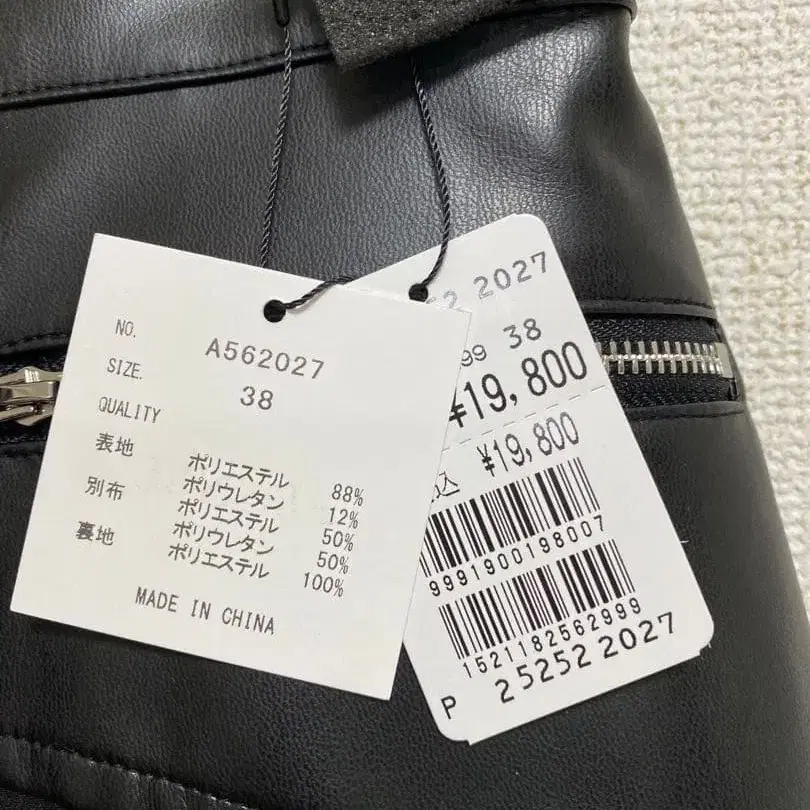 NO. A562027
SIZE. 38
QUALITY
表地 ポリエステル 88%
ポリウレタン 12%
別布 ポリエステル 50%
ポリウレタン 50%
裏地 ポリエステル 100%
MADE IN CHINA
52 2027
99 38
¥19,800
¥19,800
9991900198007
1521182562999
P 25252 2027